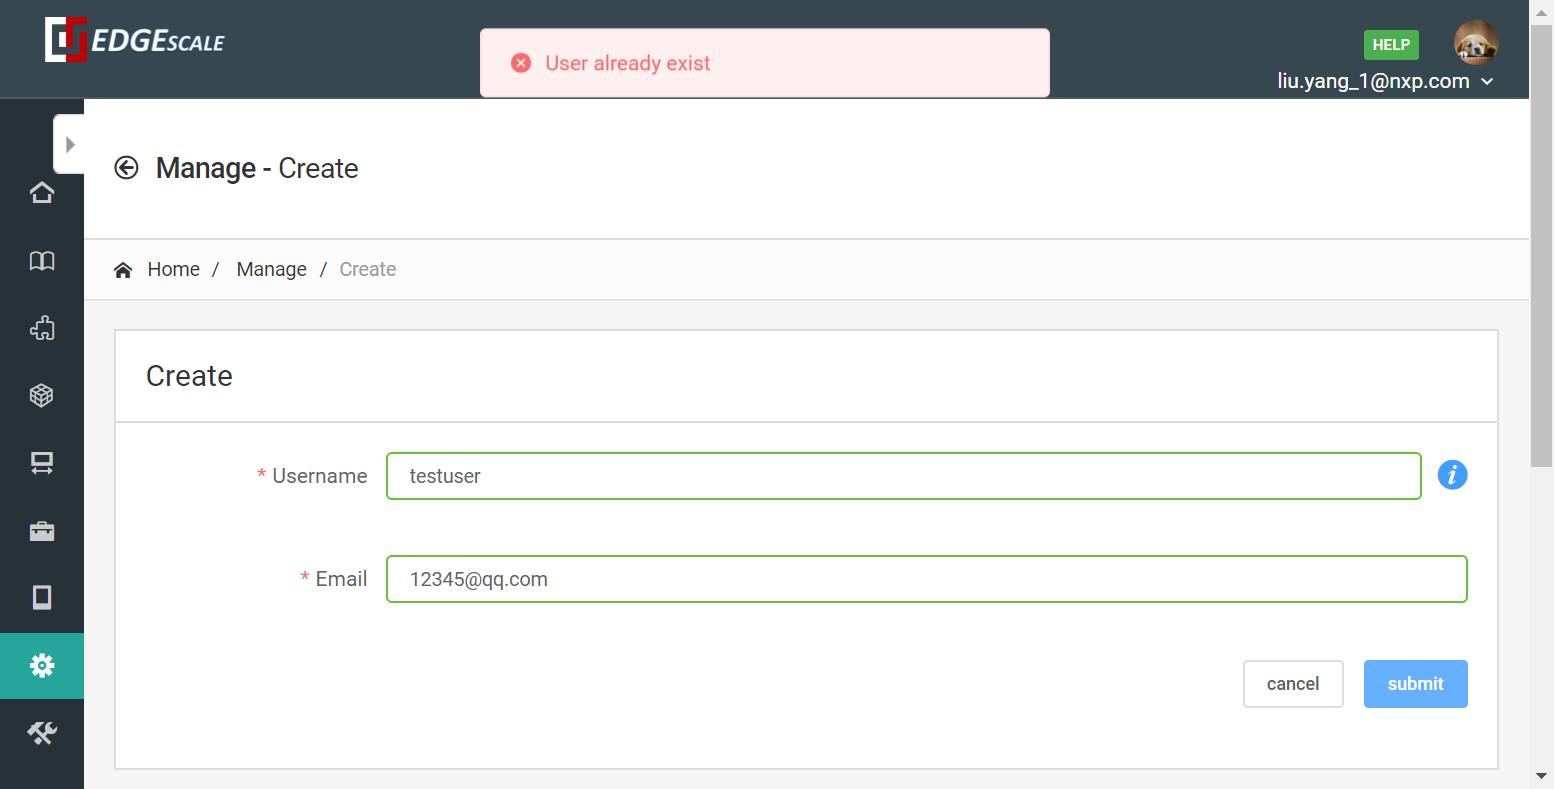 EDGESCALE
User already exist
HELP
liu.yang_1@nxp.com
Manage - Create
Home / Manage / Create
Create
* Username testuser i
* Email 12345@qq.com
cancel submit